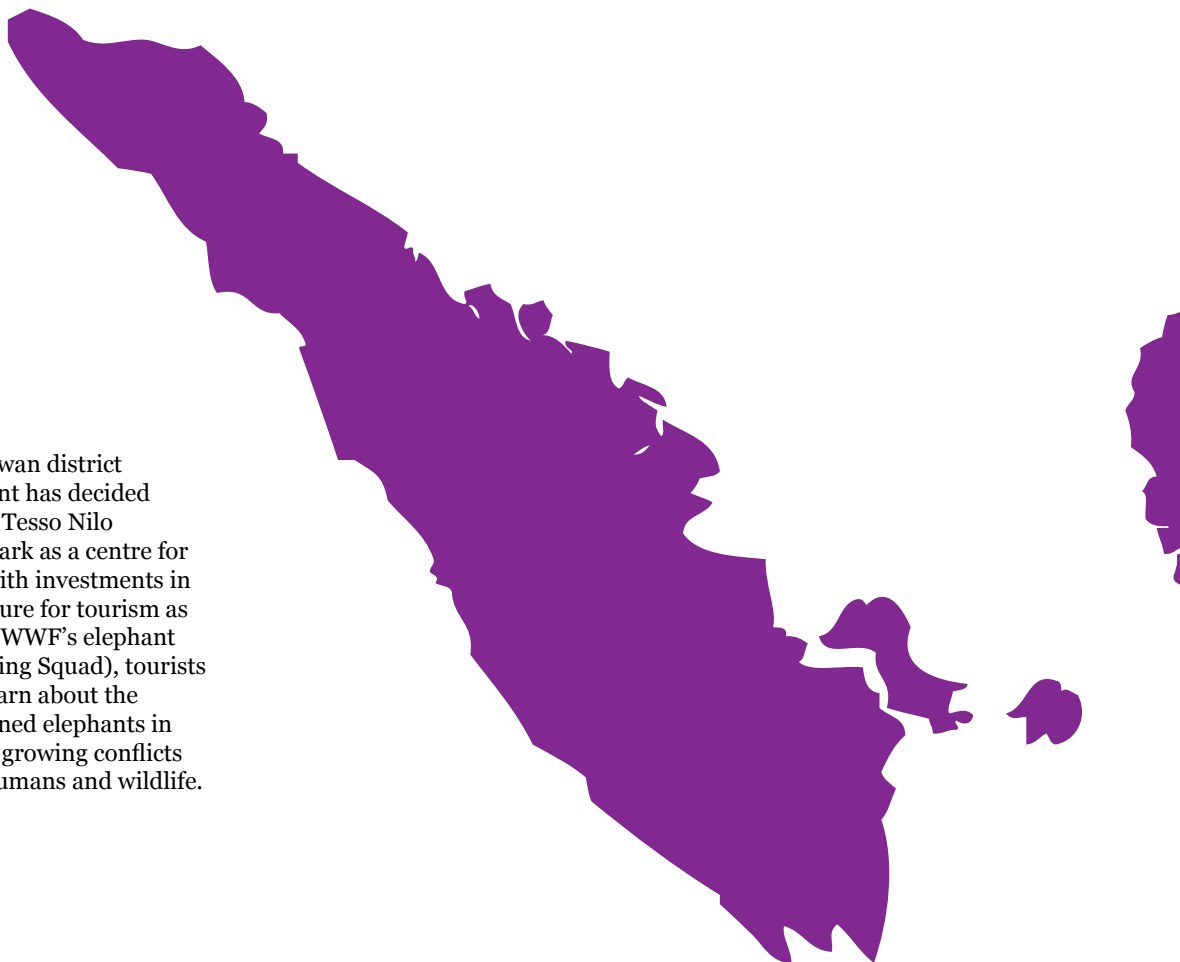 wan district
nt has decided
Tesso Nilo
ark as a centre for
ith investments in
ure for tourism as
WWF’s elephant
ing Squad), tourists
arn about the
ned elephants in
growing conflicts
umans and wildlife.